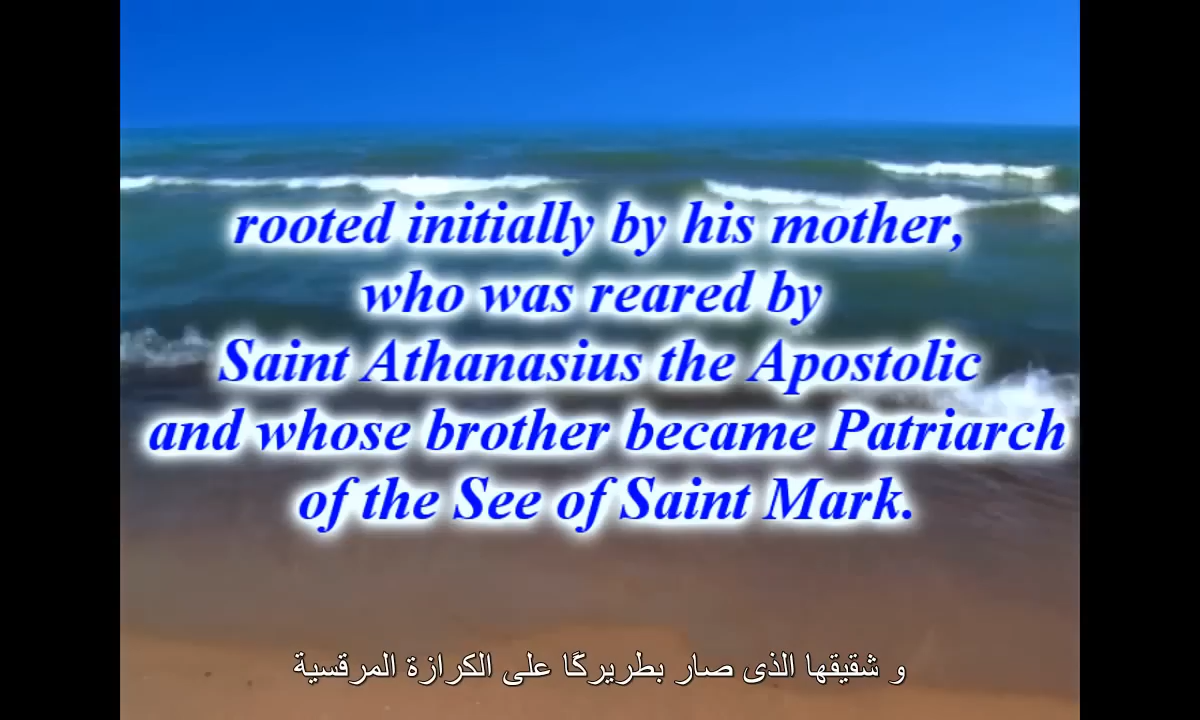 rooted initially by his mother,
who was reared by
Saint Athanasius the Apostolic
and whose brother became Patriarch
of the See of Saint Mark.
و شقيقها الذى صار بطريركًا على الكرازة المرقسية